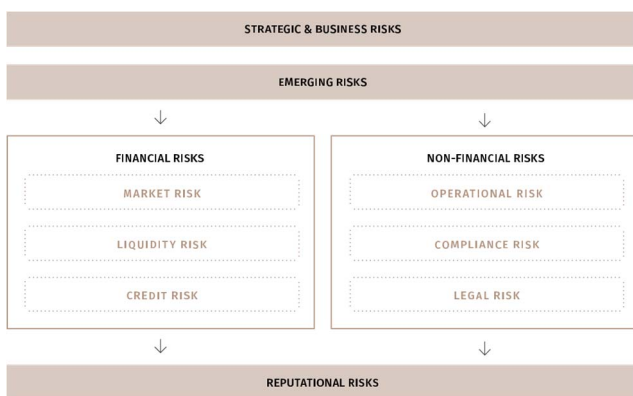 STRATEGIC & BUSINESS RISKS
EMERGING RISKS
FINANCIAL RISKS
MARKET RISK
LIQUIDITY RISK
CREDIT RISK
NON-FINANCIAL RISKS
OPERATIONAL RISK
COMPLIANCE RISK
LEGAL RISK
REPUTATIONAL RISKS